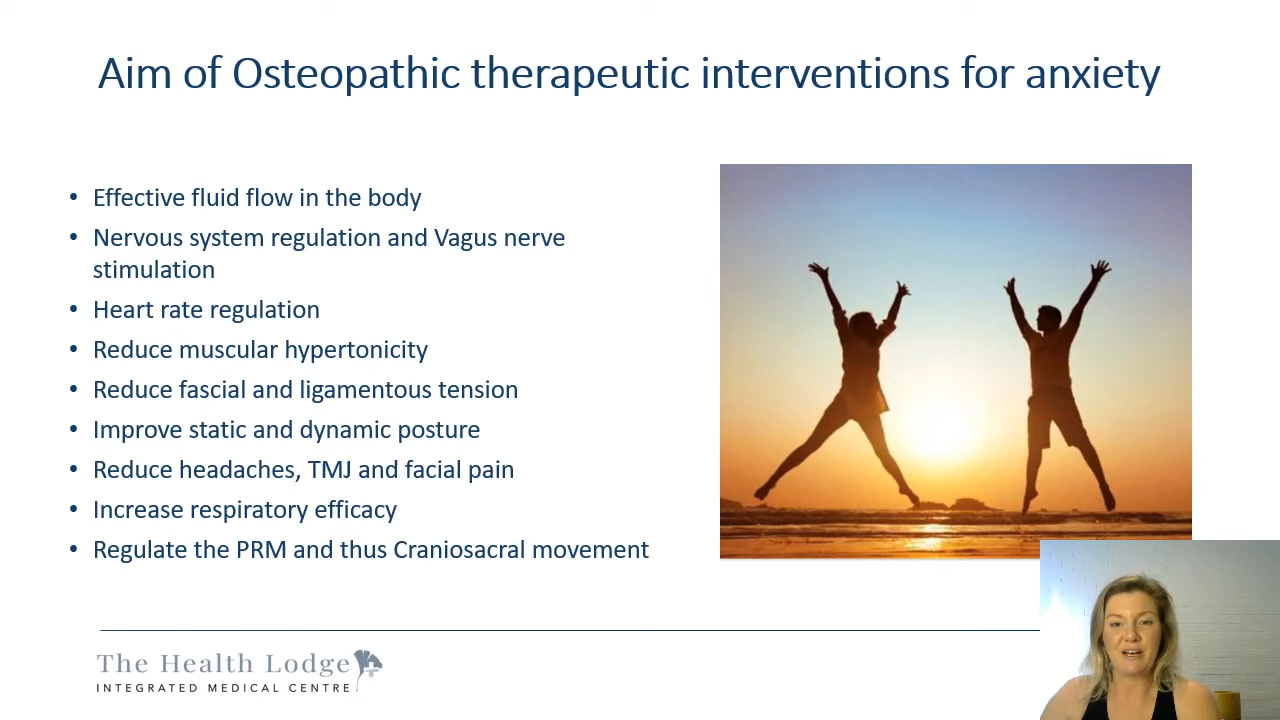 Aim of Osteopathic therapeutic interventions for anxiety
• Effective fluid flow in the body
• Nervous system regulation and Vagus nerve
stimulation
• Heart rate regulation
• Reduce muscular hypertonicity
• Reduce fascial and ligamentous tension
• Improve static and dynamic posture
• Reduce headaches, TMJ and facial pain
• Increase respiratory efficacy
• Regulate the PRM and thus Craniosacral movement
The Health Lodge
INTEGRATED MEDICAL CENTRE